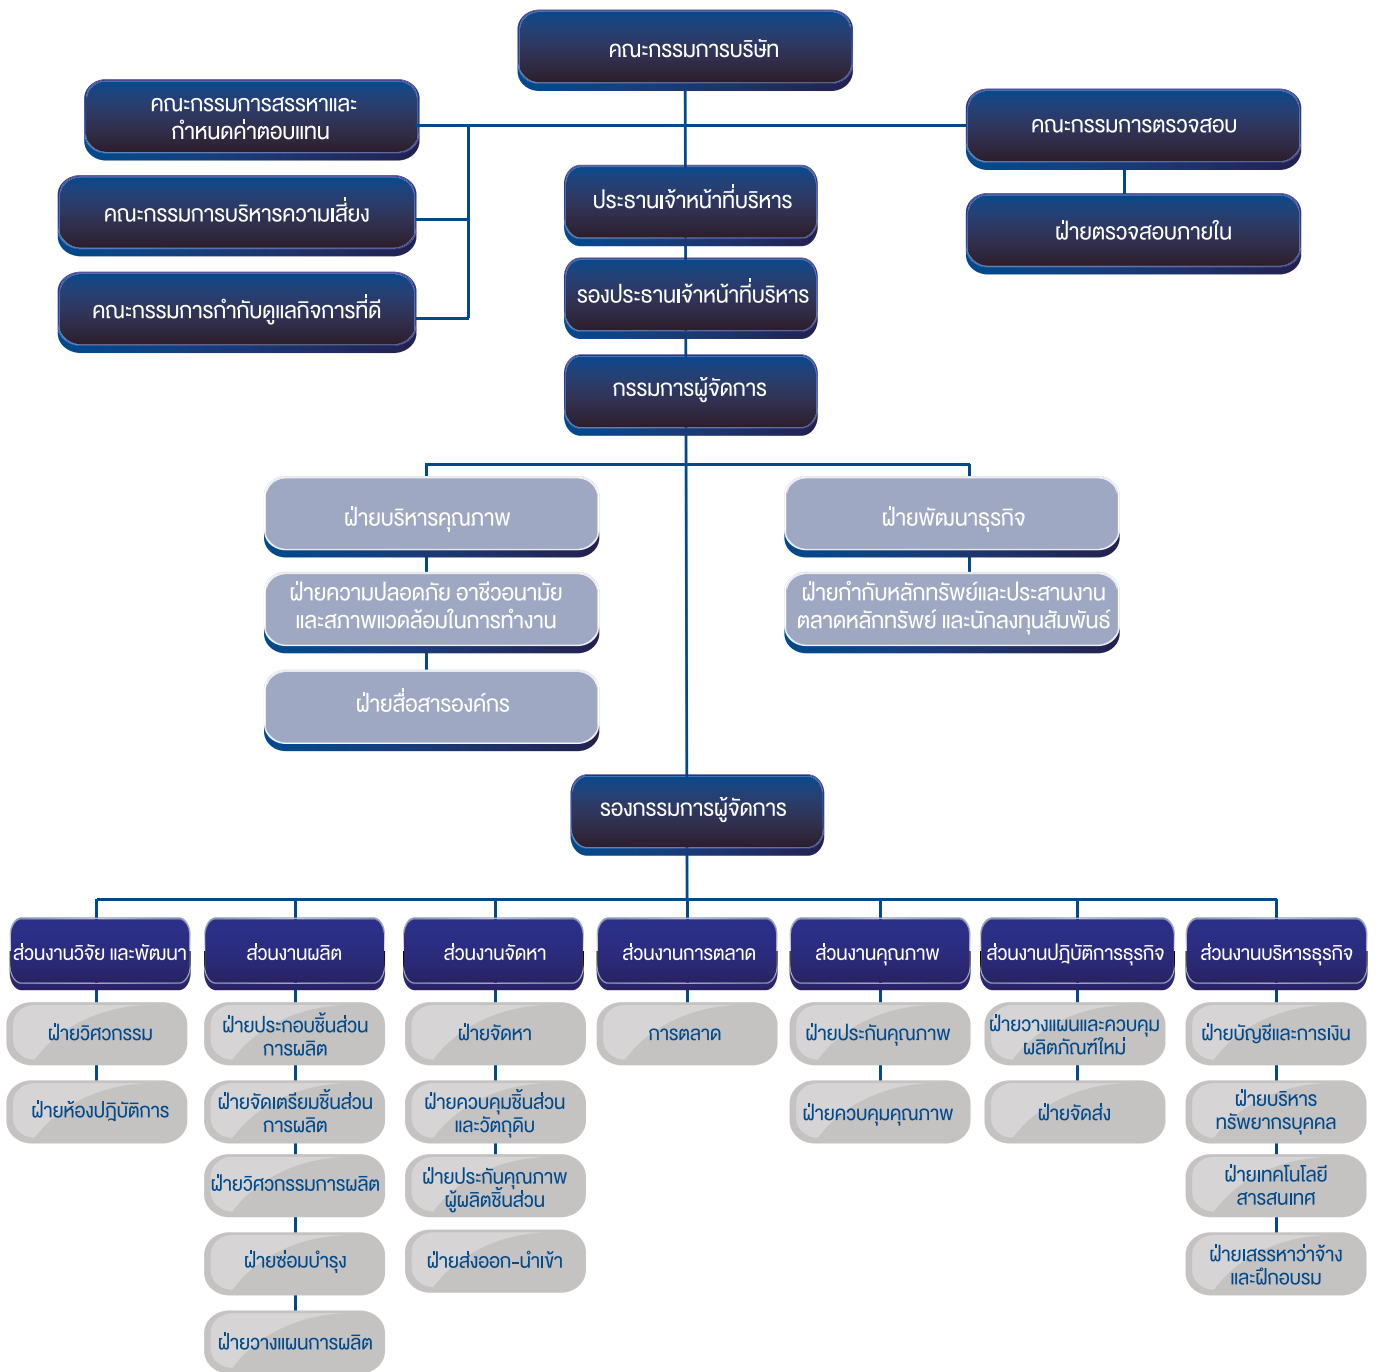 คณะกรรมการบริษัท
คณะกรรมการสรรหาและ
กำหนดค่าตอบแทน
คณะกรรมการตรวจสอบ
คณะกรรมการบริหารความเสี่ยง
ประธานเจ้าหน้าที่บริหาร
ฝ่ายตรวจสอบภายใน
คณะกรรมการกำกับดูแลกิจการที่ดี
รองประธานเจ้าหน้าที่บริหาร
กรรมการผู้จัดการ
ฝ่ายบริหารคุณภาพ
ฝ่ายพัฒนาธุรกิจ
ฝ่ายความปลอดภัย อาชีวอนามัย
และสภาพแวดล้อมในการทำงาน
ฝ่ายกำกับหลักทรัพย์และประสานงาน
ตลาดหลักทรัพย์ และนักลงทุนสัมพันธ์
ฝ่ายสื่อสารองค์กร
รองกรรมการผู้จัดการ
ส่วนงานวิจัย และพัฒนา
ฝ่ายวิศวกรรม
ฝ่ายห้องปฏิบัติการ
ส่วนงานผลิต
ฝ่ายประกอบชิ้นส่วน
การผลิต
ฝ่ายจัดเตรียมชิ้นส่วน
การผลิต
ฝ่ายวิศวกรรมการผลิต
ฝ่ายซ่อมบำรุง
ฝ่ายวางแผนการผลิต
ส่วนงานจัดหา
ฝ่ายจัดหา
ฝ่ายควบคุมชิ้นส่วน
และวัตถุดิบ
ฝ่ายประกันคุณภาพ
ผู้ผลิตชิ้นส่วน
ฝ่ายส่งออก-นำเข้า
ส่วนงานการตลาด
การตลาด
ส่วนงานคุณภาพ
ฝ่ายประกันคุณภาพ
ฝ่ายควบคุมคุณภาพ
ส่วนงานปฏิบัติการธุรกิจ
ฝ่ายวางแผนและควบคุม
ผลิตภัณฑ์ใหม่
ฝ่ายจัดส่ง
ส่วนงานบริหารธุรกิจ
ฝ่ายบัญชีและการเงิน
ฝ่ายบริหาร
ทรัพยากรบุคคล
ฝ่ายเทคโนโลยี
สารสนเทศ
ฝ่ายเสรรหาว่าจ้าง
และฝึกอบรม